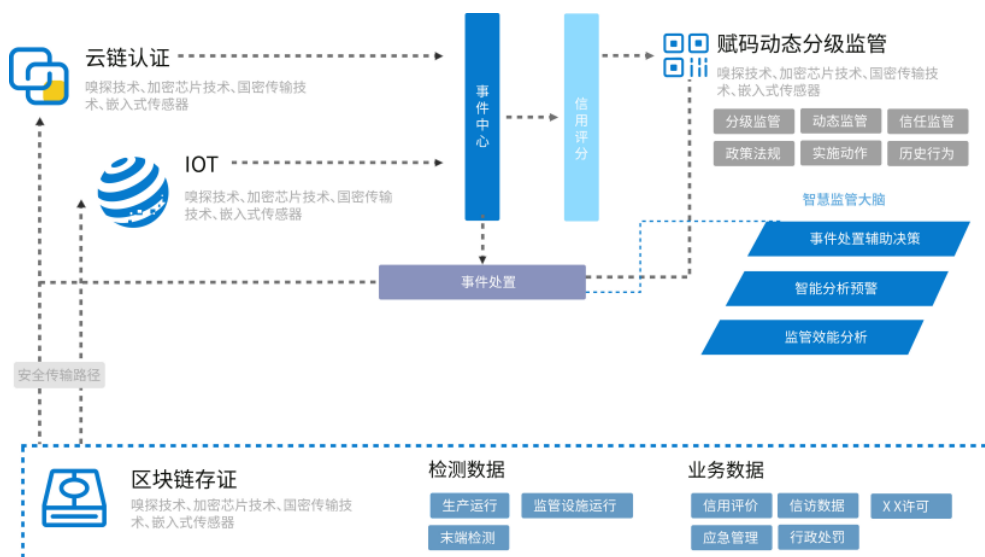 云链认证
嗅探技术、加密芯片技术、国密传输技
术、嵌入式传感器
IOT
嗅探技术、加密芯片技术、国密传输
技术、嵌入式传感器
事件中心
信用评分
赋码动态分级监管
嗅探技术、加密芯片技术、国密传输技
术、嵌入式传感器
分级监管 动态监管 信任监管
政策法规 实施动作 历史行为
智慧监管大脑
事件处置辅助决策
智能分析预警
监管效能分析
事件处置
安全传输路径
区块链存证
嗅探技术、加密芯片技术、国密传输技
术、嵌入式传感器
检测数据
生产运行 监管设施运行
末端检测
业务数据
信用评价 信访数据 XX许可
应急管理 行政处罚